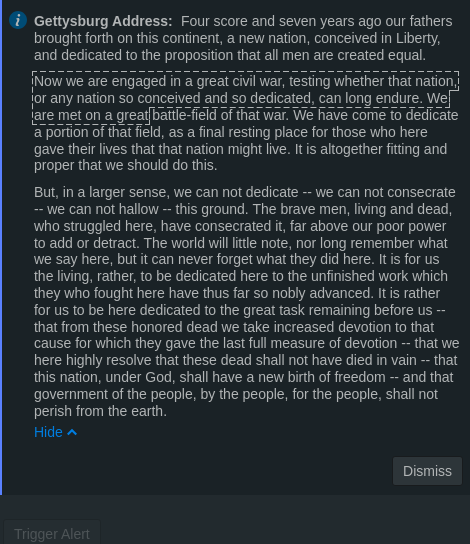 Gettysburg Address: Four score and seven years ago our fathers
brought forth on this continent, a new nation, conceived in Liberty,
and dedicated to the proposition that all men are created equal.
Now we are engaged in a great civil war, testing whether that nation,
or any nation so conceived and so dedicated, can long endure. We
are met on a great battle-field of that war. We have come to dedicate
a portion of that field, as a final resting place for those who here
gave their lives that that nation might live. It is altogether fitting and
proper that we should do this.
But, in a larger sense, we can not dedicate -- we can not consecrate
-- we can not hallow -- this ground. The brave men, living and dead,
who struggled here, have consecrated it, far above our poor power
to add or detract. The world will little note, nor long remember what
we say here, but it can never forget what they did here. It is for us
the living, rather, to be dedicated here to the unfinished work which
they who fought here have thus far so nobly advanced. It is rather
for us to be here dedicated to the great task remaining before us --
that from these honored dead we take increased devotion to that
cause for which they gave the last full measure of devotion -- that we
here highly resolve that these dead shall not have died in vain -- that
this nation, under God, shall have a new birth of freedom -- and that
government of the people, by the people, for the people, shall not
perish from the earth.
Hide
Dismiss
Trigger Alert